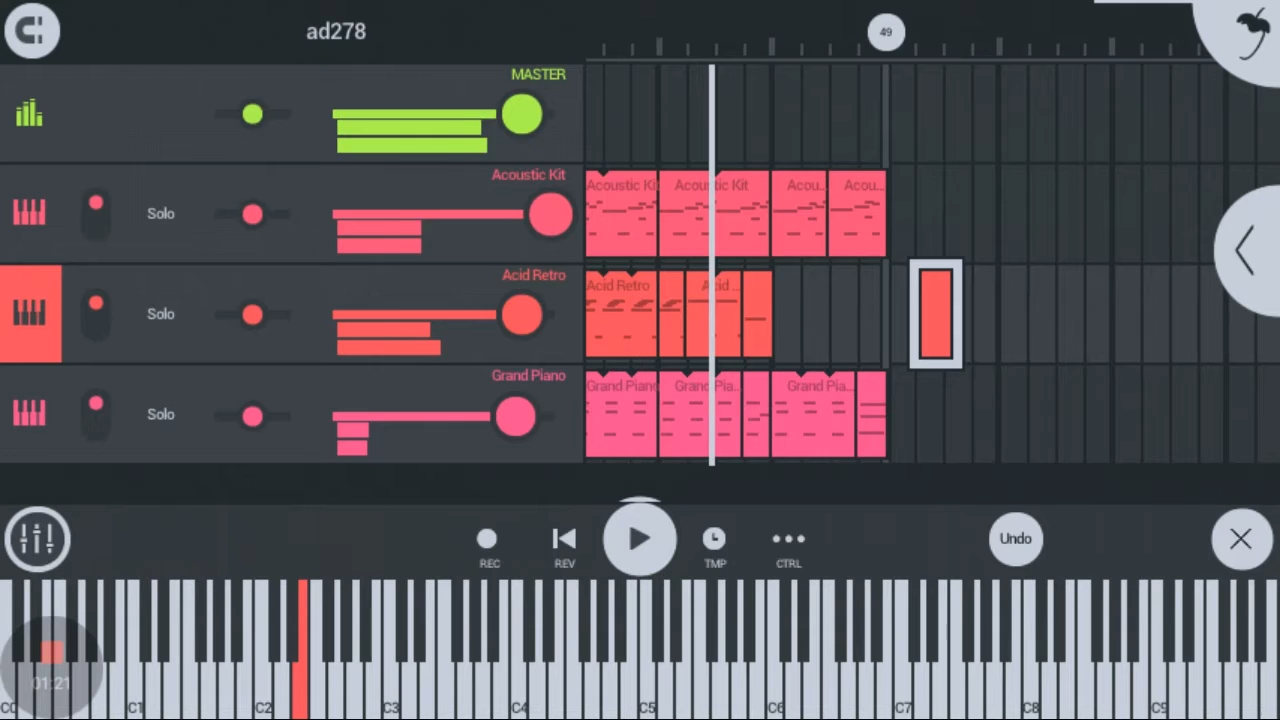 ad278
49
MASTER
Acoustic Kit
Solo
Acoustic Ki
Acoustic Kit
Acou...
Acou...
Acid Retro
Solo
Acid Retro
Grand Piano
Solo
Grand Piano
Grand Pia...
Grand Pia...
REC
REV
TMP
CTRL
Undo
01:21
C0
C1
C2
C3
C4
C5
C6
C7
C8
C9